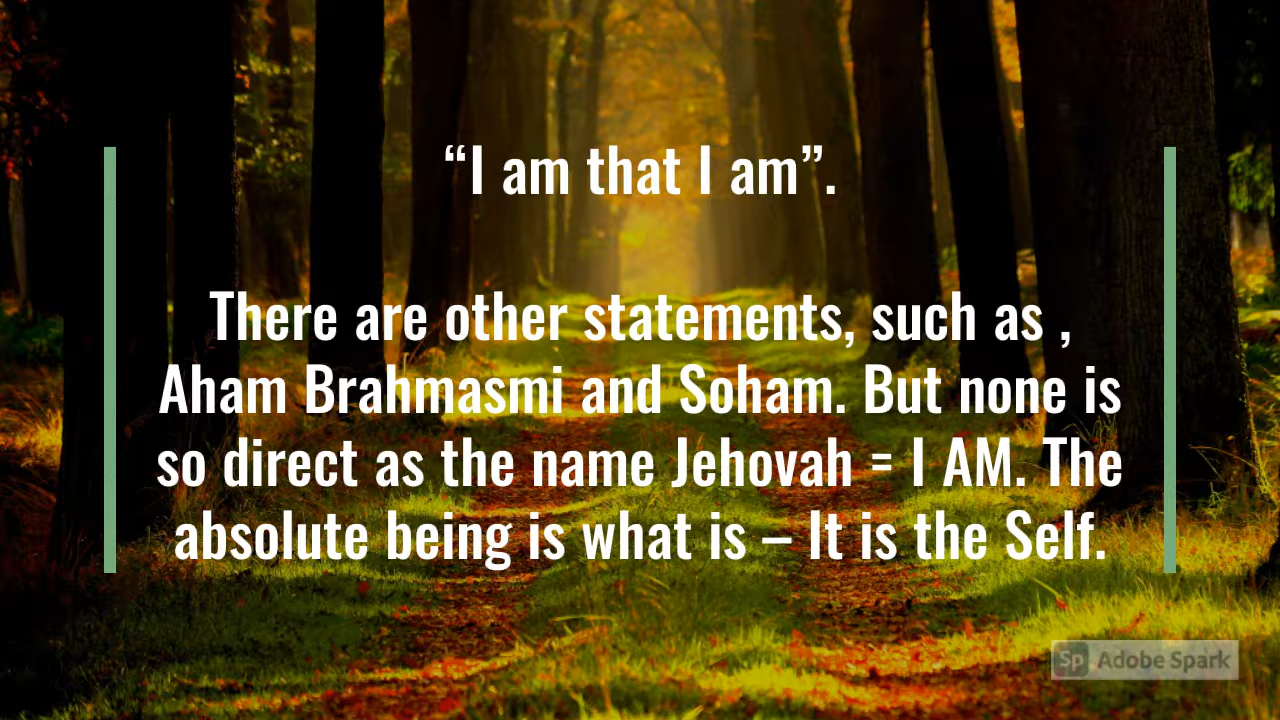 “I am that I am”.
There are other statements, such as ,
Aham Brahmasmi and Soham. But none is
so direct as the name Jehovah = I AM. The
absolute being is what is – It is the Self.
Sp Adobe Spark